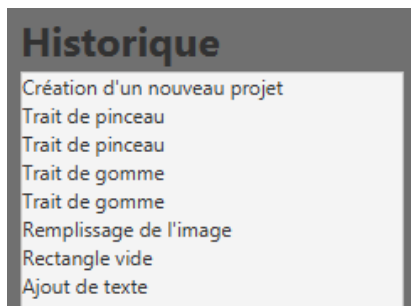 Historique
Création d'un nouveau projet
Trait de pinceau
Trait de pinceau
Trait de gomme
Trait de gomme
Remplissage de l'image
Rectangle vide
Ajout de texte